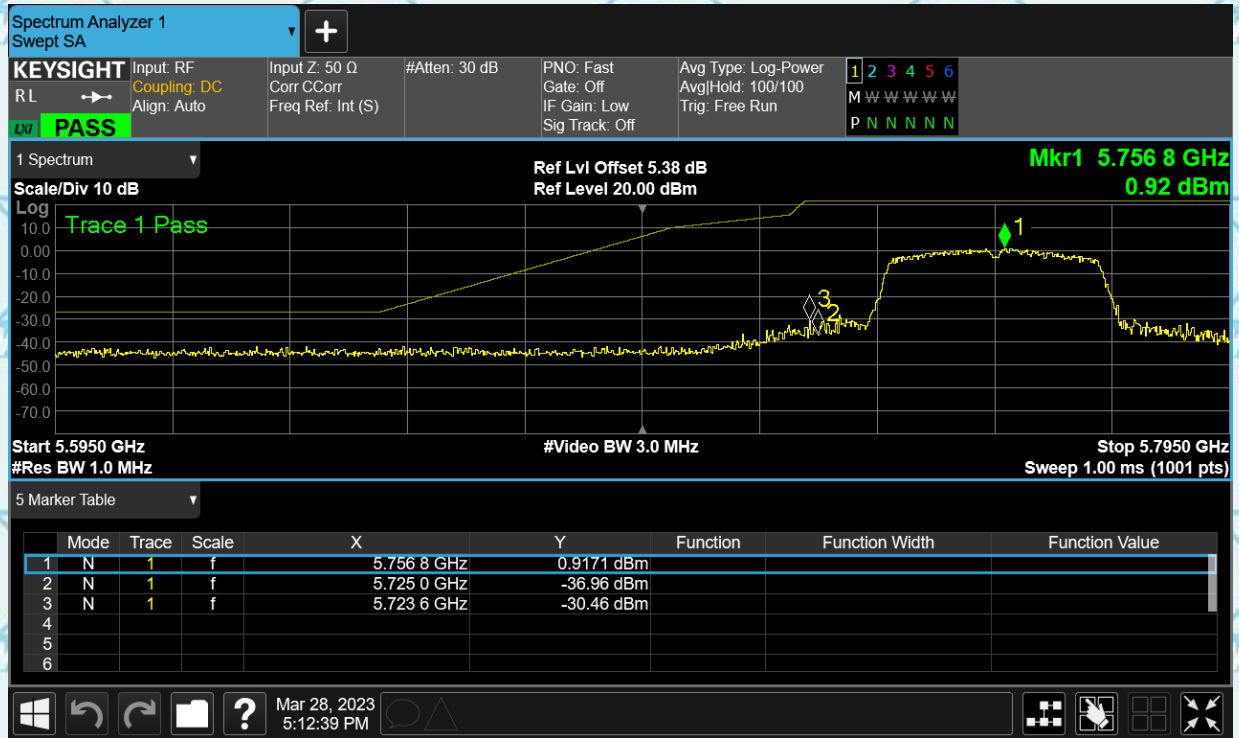 Spectrum Analyzer 1
Swept SA
KEYSIGHT
R L
LXI PASS
Input: RF
Coupling: DC
Align: Auto
Input Z: 50 Ω
Corr CCorr
Freq Ref: Int (S)
#Atten: 30 dB
PNO: Fast
Gate: Off
IF Gain: Low
Sig Track: Off
Avg Type: Log-Power
Avg|Hold: 100/100
Trig: Free Run
1 2 3 4 5 6
M W W W W W
P N N N N N
1 Spectrum
Scale/Div 10 dB
Ref Lvl Offset 5.38 dB
Ref Level 20.00 dBm
Mkr1 5.756 8 GHz
0.92 dBm
Log
Trace 1 Pass
10.0
0.00
-10.0
-20.0
-30.0
-40.0
-50.0
-60.0
-70.0
1
3
2
Start 5.5950 GHz
#Video BW 3.0 MHz
Stop 5.7950 GHz
#Res BW 1.0 MHz
Sweep 1.00 ms (1001 pts)
5 Marker Table
Mode Trace Scale X Y Function Function Width Function Value
1 N 1 f 5.756 8 GHz 0.9171 dBm
2 N 1 f 5.725 0 GHz -36.96 dBm
3 N 1 f 5.723 6 GHz -30.46 dBm
4
5
6
?
Mar 28, 2023
5:12:39 PM